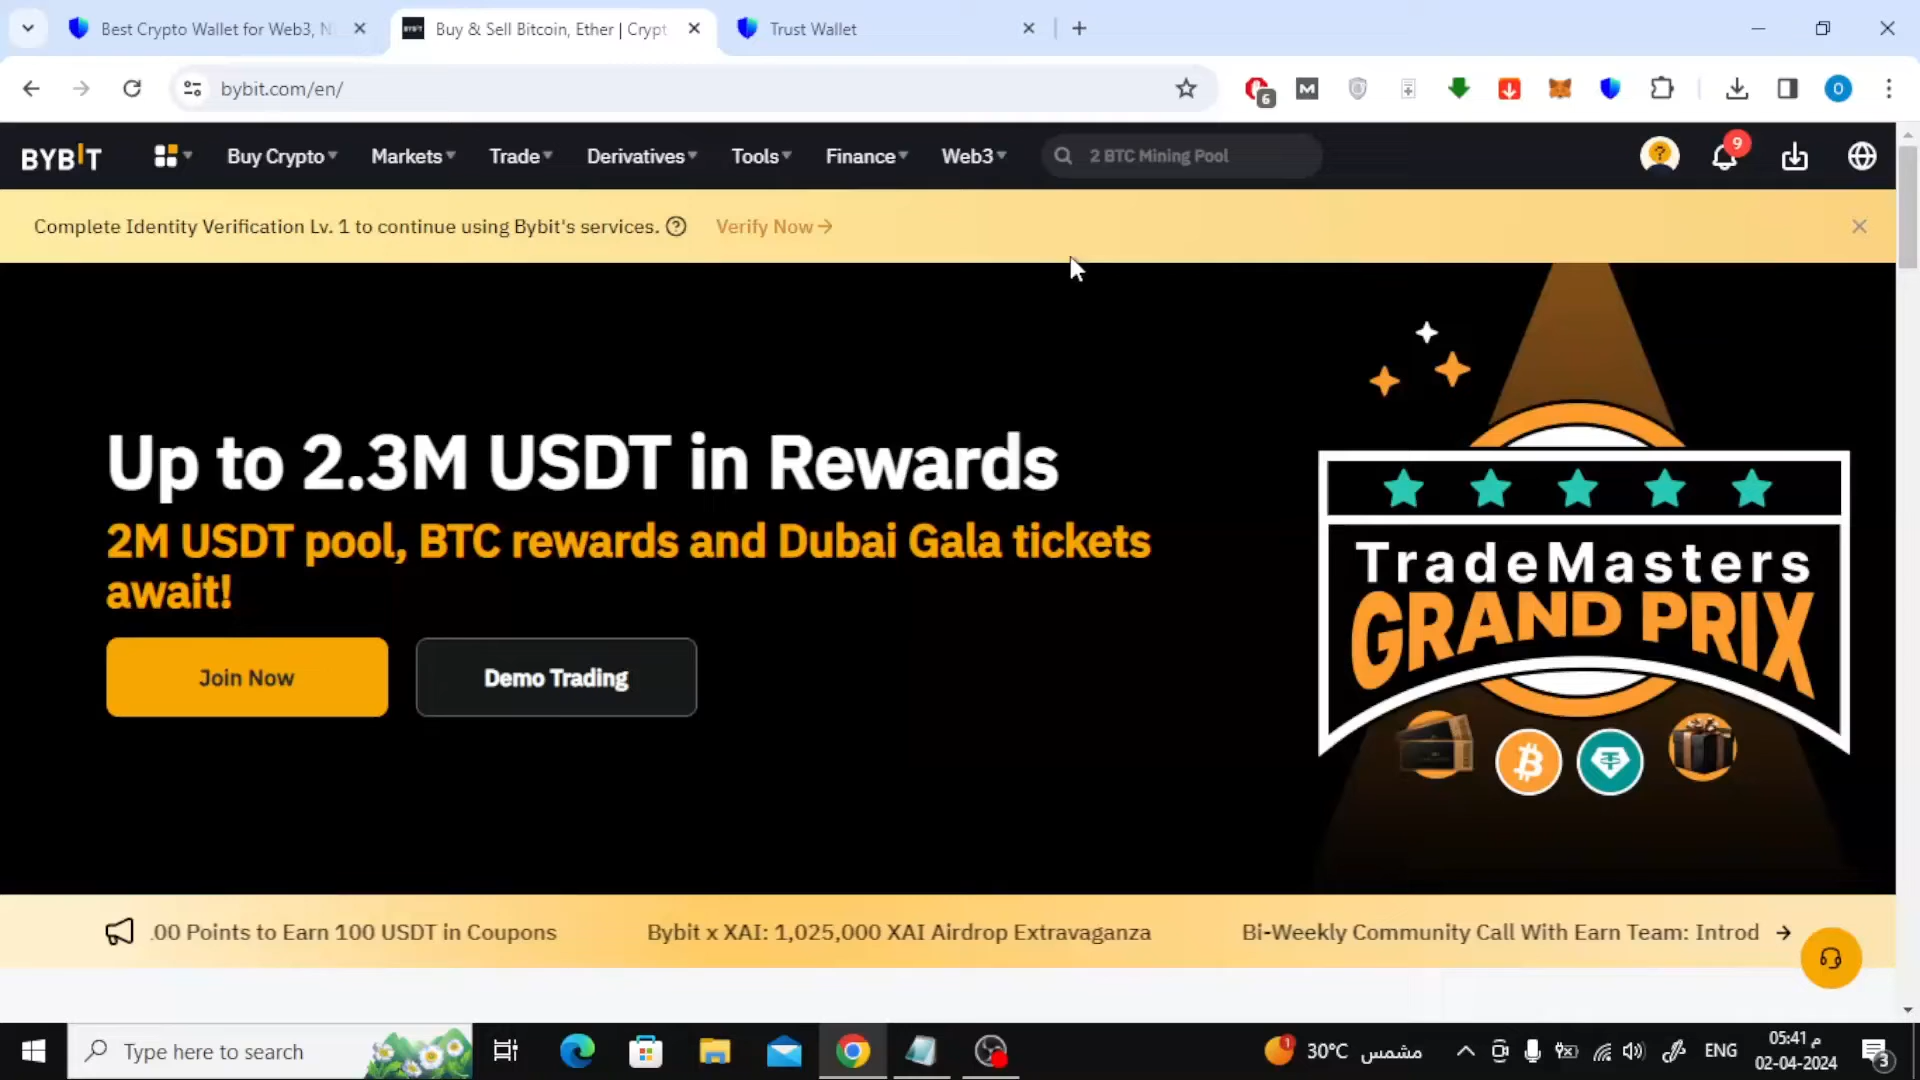 Best Crypto Wallet for Web3, N
Buy & Sell Bitcoin, Ether | Crypt
Trust Wallet
bybit.com/en/
6
BYBIT
Buy Crypto
Markets
Trade
Derivatives
Tools
Finance
Web3
2 BTC Mining Pool
9
Complete Identity Verification Lv. 1 to continue using Bybit's services.
Verify Now
Up to 2.3M USDT in Rewards
2M USDT pool, BTC rewards and Dubai Gala tickets
await!
Join Now
Demo Trading
TradeMasters
GRAND PRIX
.00 Points to Earn 100 USDT in Coupons
Bybit x XAI: 1,025,000 XAI Airdrop Extravaganza
Bi-Weekly Community Call With Earn Team: Introd
Type here to search
1
30°C مشمس
ENG
05:41 م
02-04-2024
3